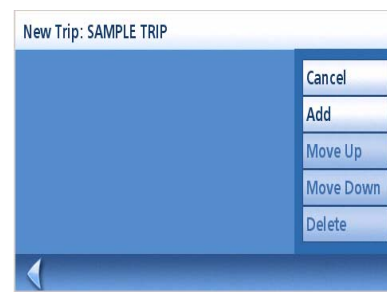 New Trip: SAMPLE TRIP
Cancel
Add
Move Up
Move Down
Delete